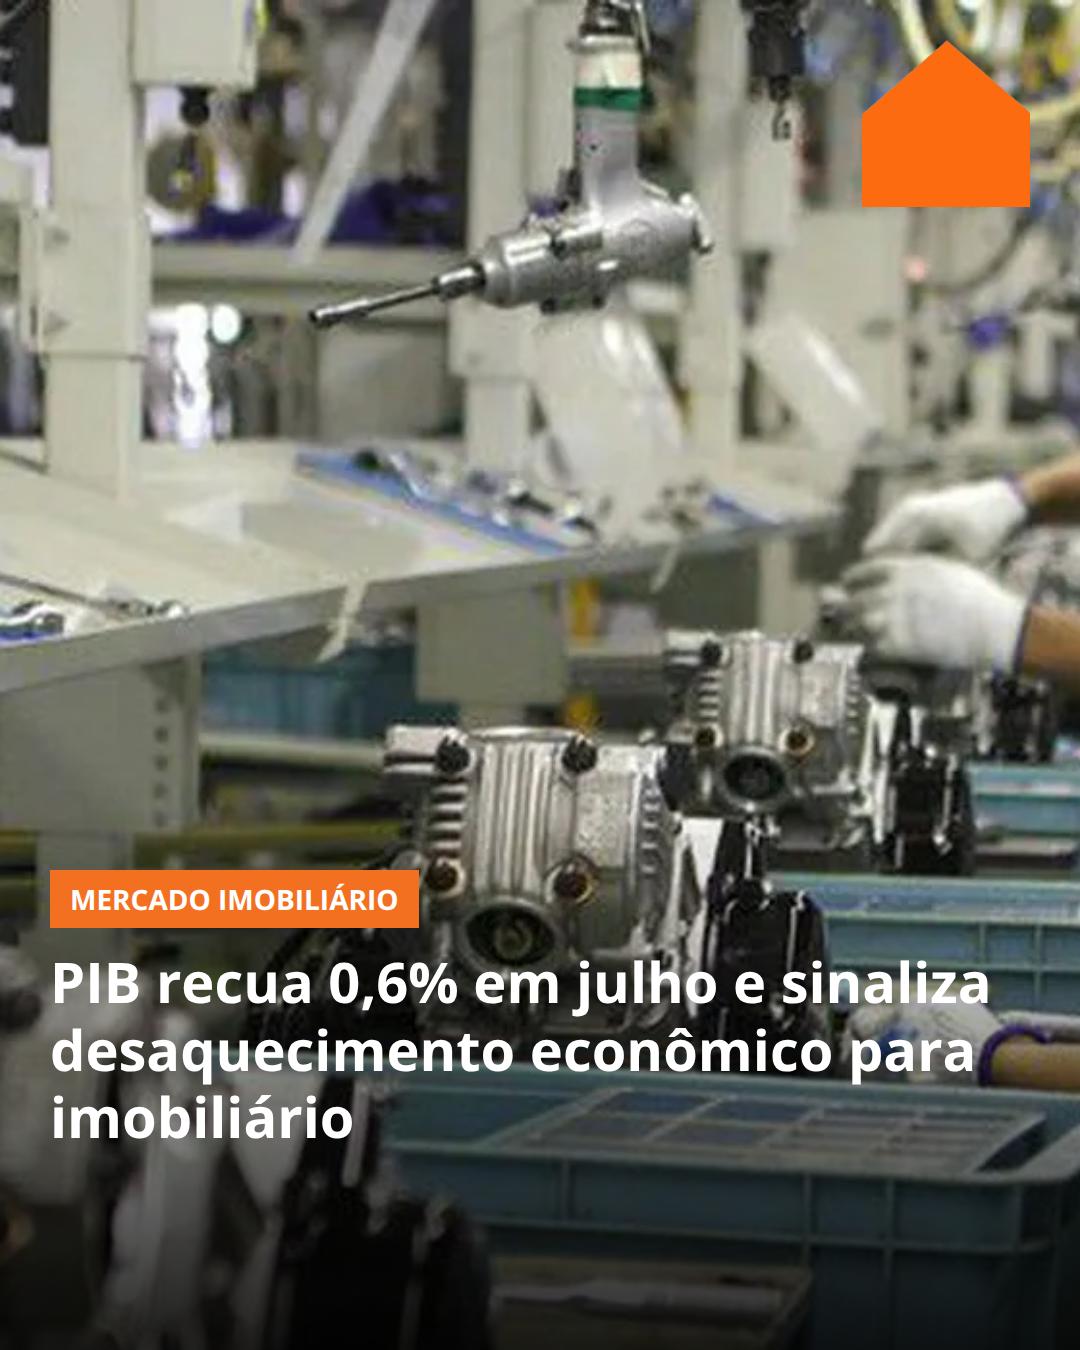 MERCADO IMOBILIÁRIO
PIB recua 0,6% em julho e sinaliza
desaquecimento econômico para
imobiliário